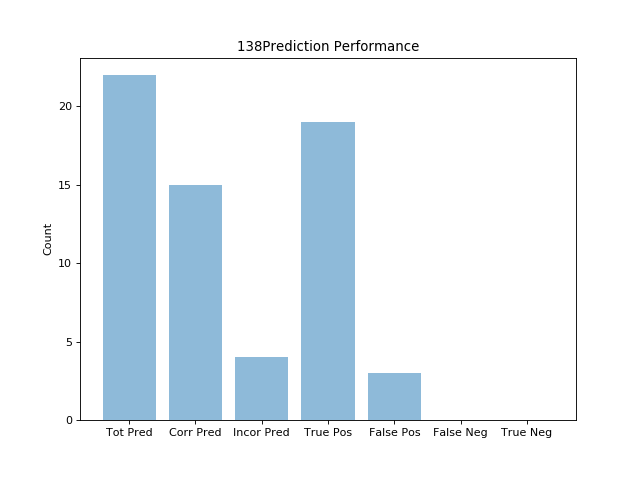 138Prediction Performance
Count
20
15
10
5
0
Tot Pred Corr Pred Incor Pred True Pos False Pos False Neg True Neg